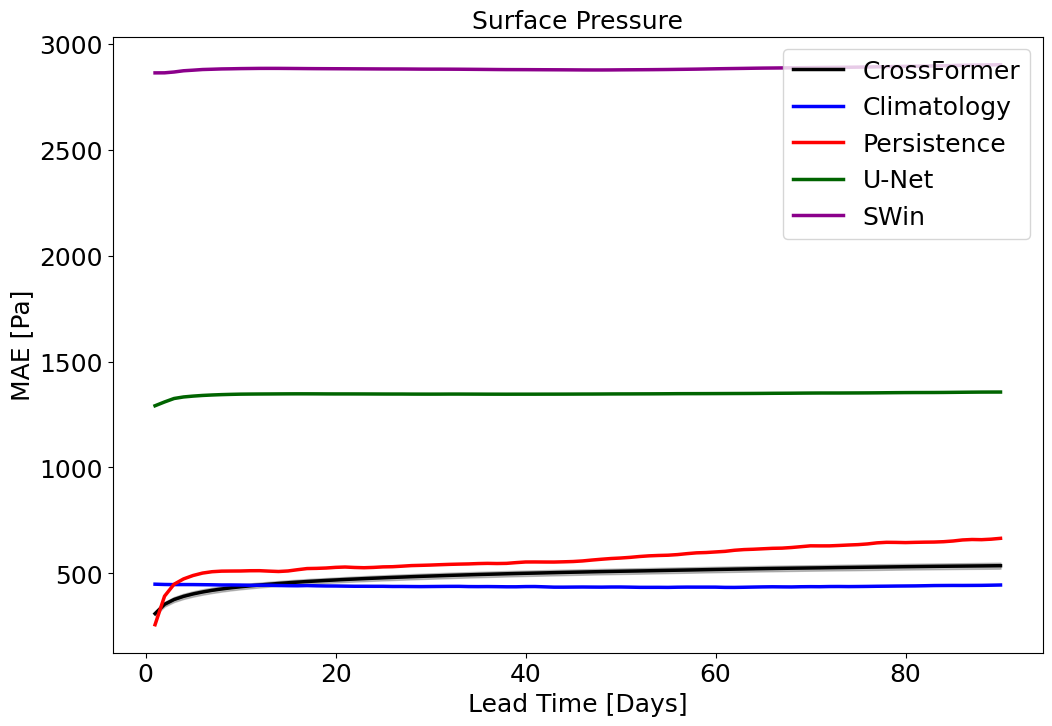 Surface Pressure
MAE [Pa]
3000
2500
2000
1500
1000
500
0
20
40
60
80
Lead Time [Days]
CrossFormer
Climatology
Persistence
U-Net
SWin